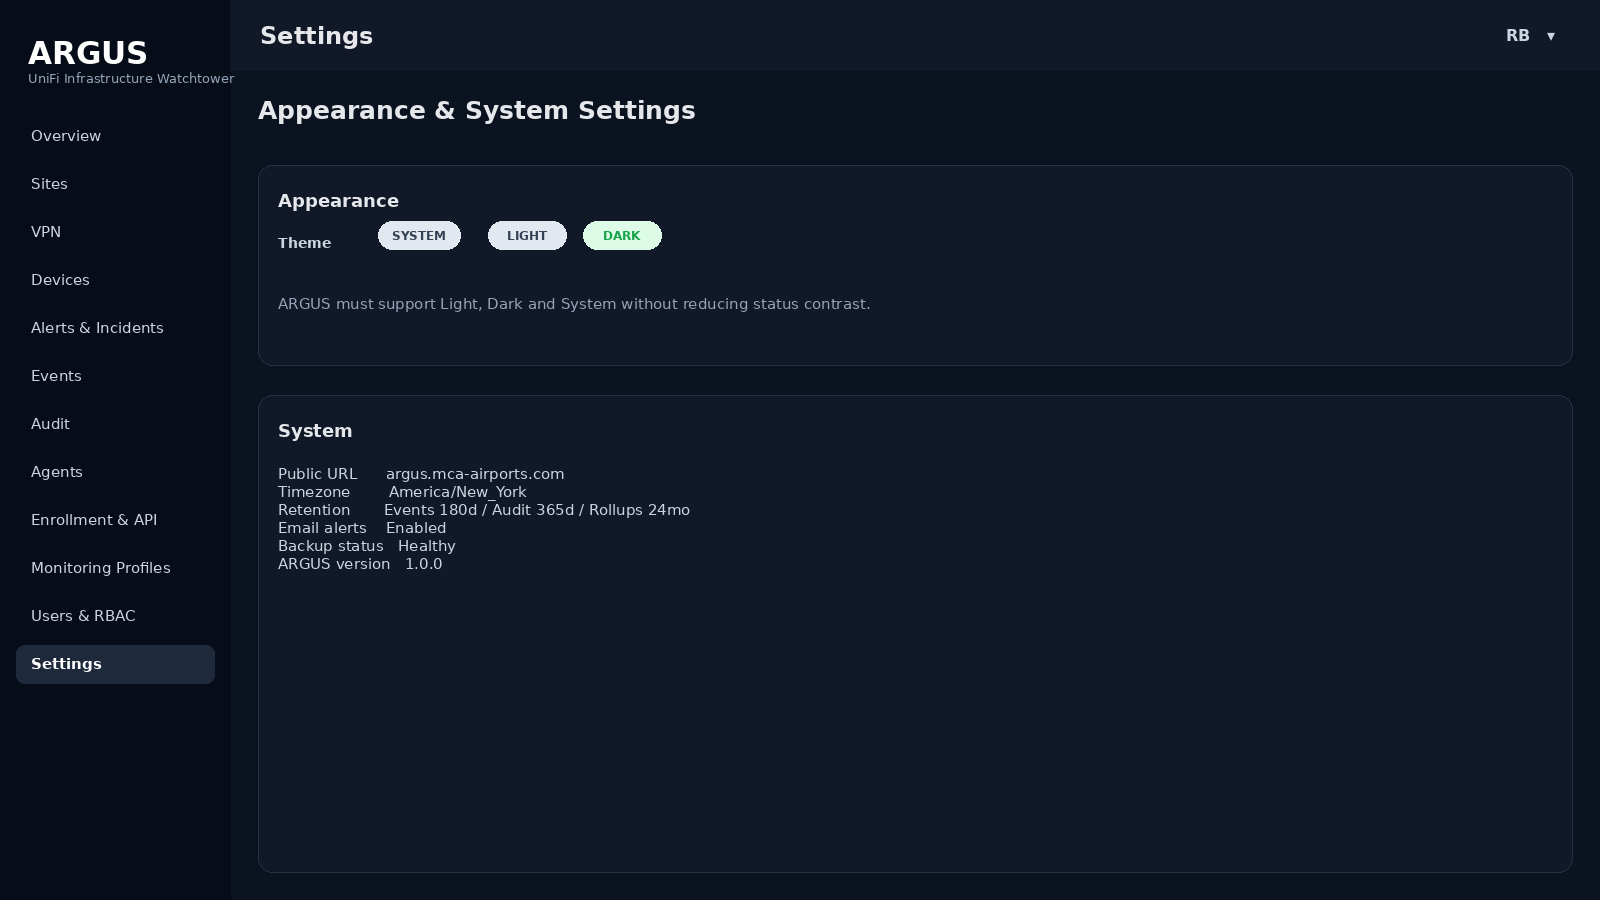 ARGUS
UniFi Infrastructure Watchtower
Overview
Sites
VPN
Devices
Alerts & Incidents
Events
Audit
Agents
Enrollment & API
Monitoring Profiles
Users & RBAC
Settings
Settings
RB ▾
Appearance & System Settings
Appearance
Theme SYSTEM LIGHT DARK
ARGUS must support Light, Dark and System without reducing status contrast.
System
Public URL argus.mca-airports.com
Timezone America/New_York
Retention Events 180d / Audit 365d / Rollups 24mo
Email alerts Enabled
Backup status Healthy
ARGUS version 1.0.0